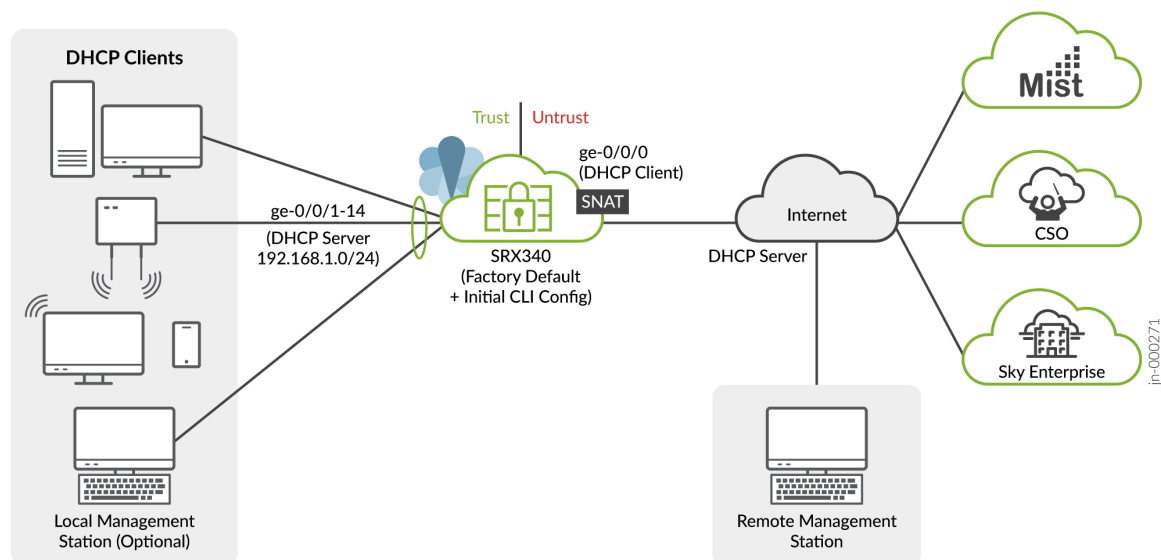 DHCP Clients
Trust
Untrust
ge-0/0/0
(DHCP Client)
SNAT
ge-0/0/1-14
(DHCP Server
192.168.1.0/24)
SRX340
(Factory Default
+ Initial CLI Config)
Internet
DHCP Server
Mist
CSO
Sky Enterprise
Local Management
Station (Optional)
Remote Management
Station
jn-000271